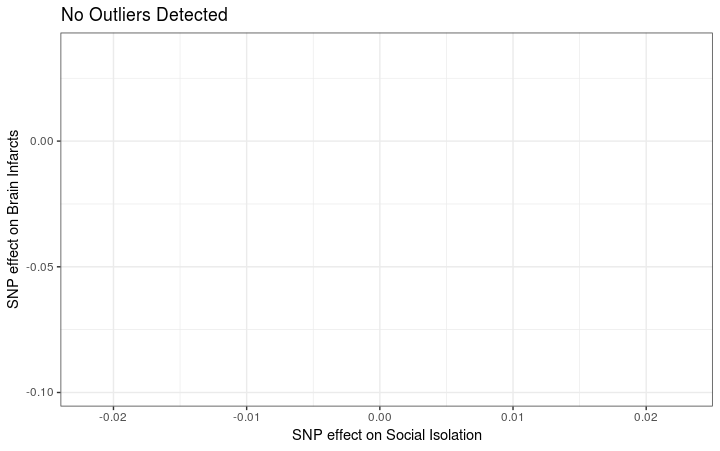 No Outliers Detected
SNP effect on Brain Infarcts
0.00
-0.05
-0.10
-0.02
-0.01
0.00
0.01
0.02
SNP effect on Social Isolation